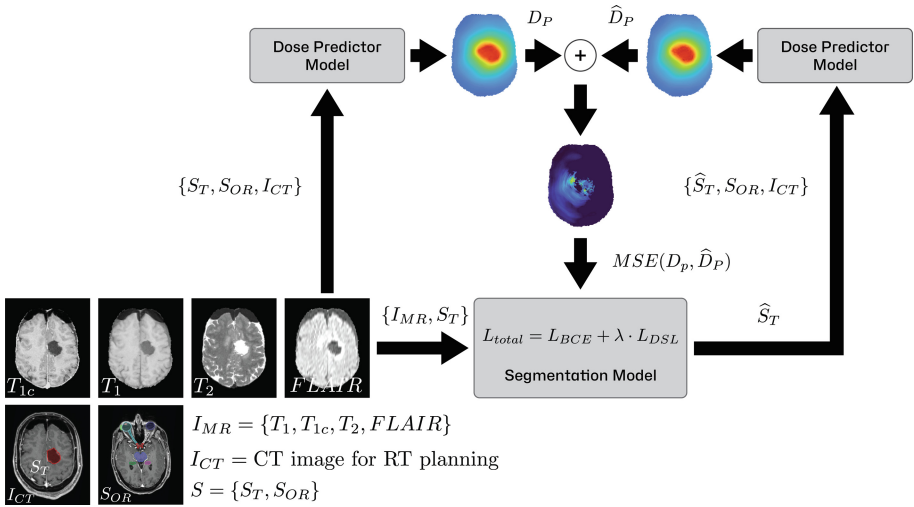 D_P
D̂_P
Dose Predictor
Model
+
Dose Predictor
Model
{S_T, S_OR, I_CT}
{Ŝ_T, S_OR, I_CT}
MSE(D_p, D̂_P)
{I_MR, S_T}
L_total = L_BCE + λ · L_DSL
Segmentation Model
Ŝ_T
T_1c
T_1
T_2
FLAIR
I_MR = {T_1, T_1c, T_2, FLAIR}
S_T
I_CT = CT image for RT planning
I_CT
S_OR
S = {S_T, S_OR}